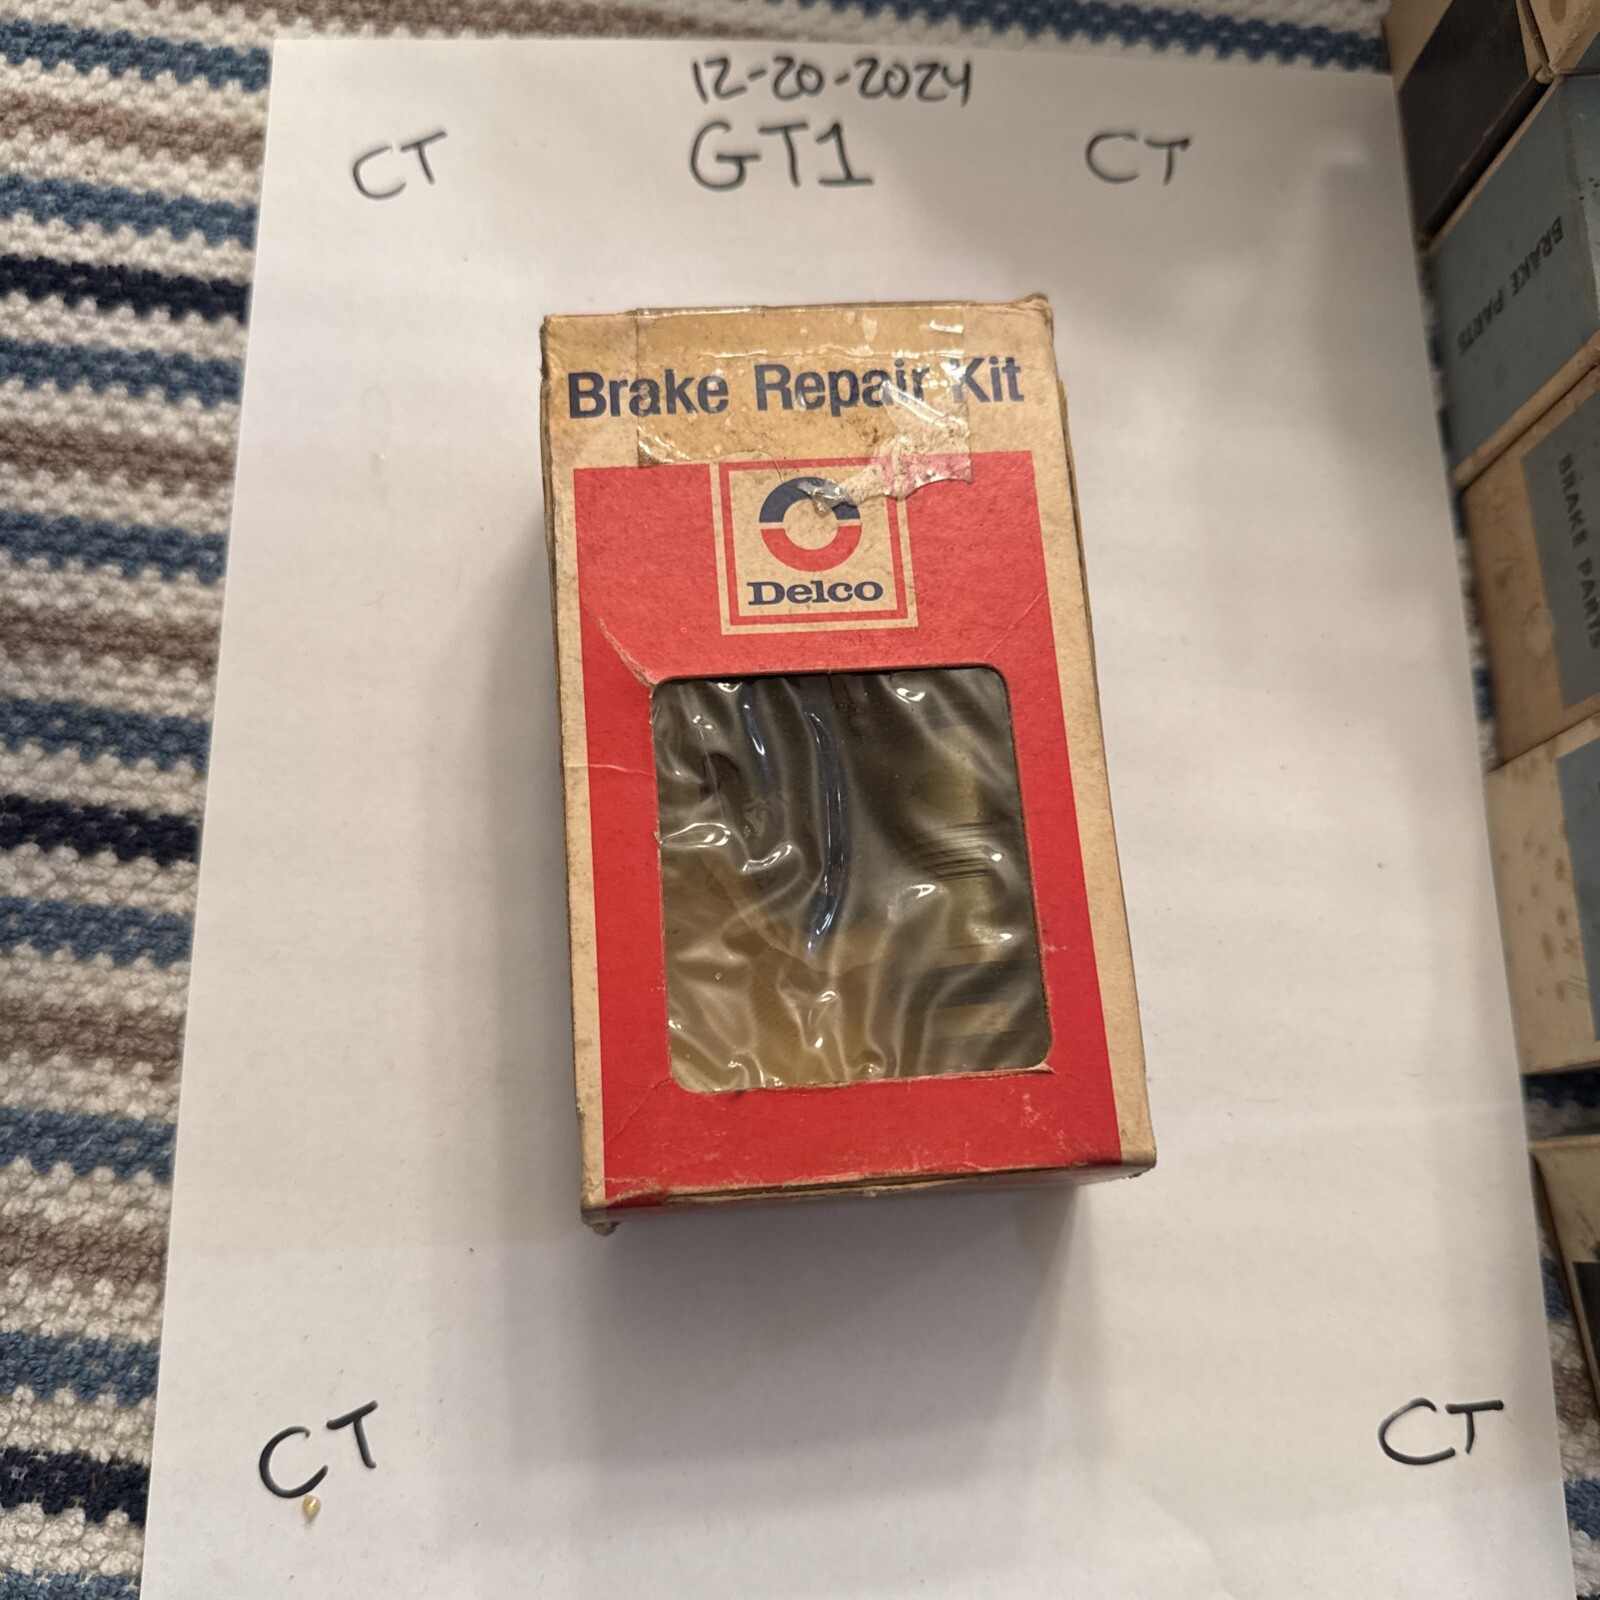 12-20-2024
CT GT1 CT
Brake Repair Kit
Delco
BRAKE PARTS
BRAKE PARTS
CT CT